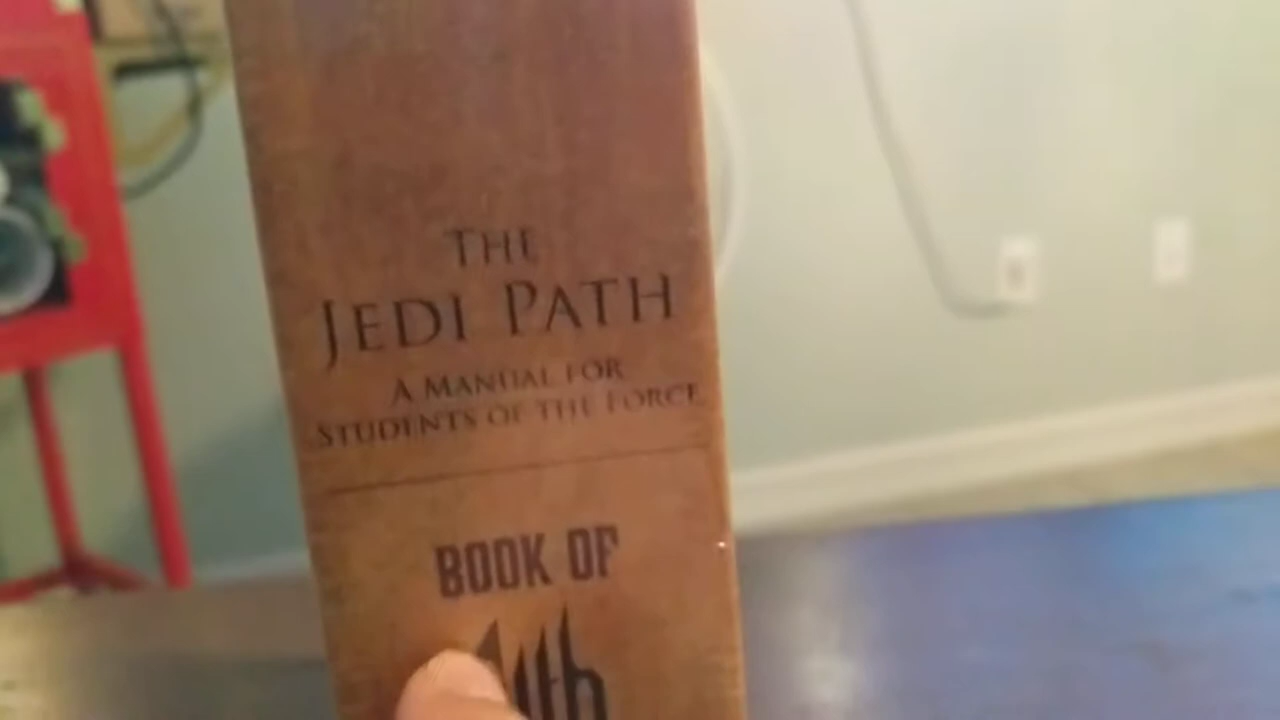 THE
JEDI PATH
A MANUAL FOR
STUDENTS OF THE FORCE
BOOK OF